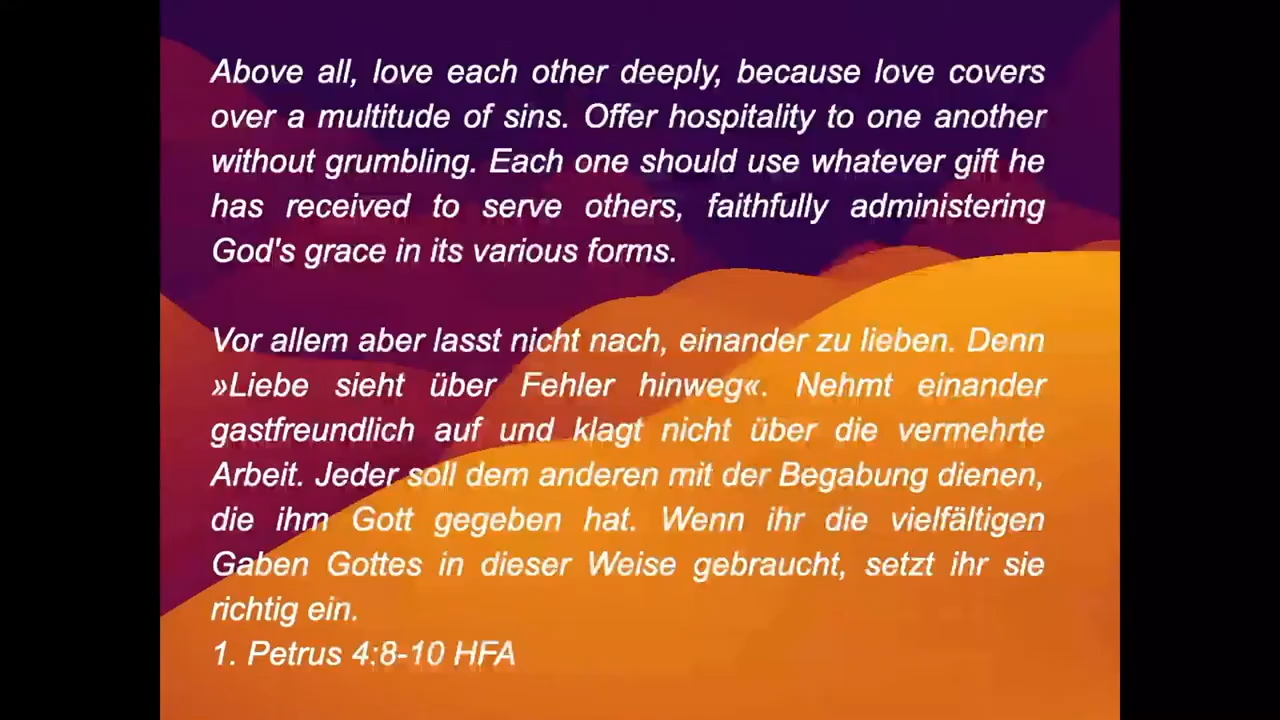 Above all, love each other deeply, because love covers
over a multitude of sins. Offer hospitality to one another
without grumbling. Each one should use whatever gift he
has received to serve others, faithfully administering
God's grace in its various forms.
Vor allem aber lasst nicht nach, einander zu lieben. Denn
»Liebe sieht über Fehler hinweg«. Nehmt einander
gastfreundlich auf und klagt nicht über die vermehrte
Arbeit. Jeder soll dem anderen mit der Begabung dienen,
die ihm Gott gegeben hat. Wenn ihr die vielfältigen
Gaben Gottes in dieser Weise gebraucht, setzt ihr sie
richtig ein.
1. Petrus 4:8-10 HFA